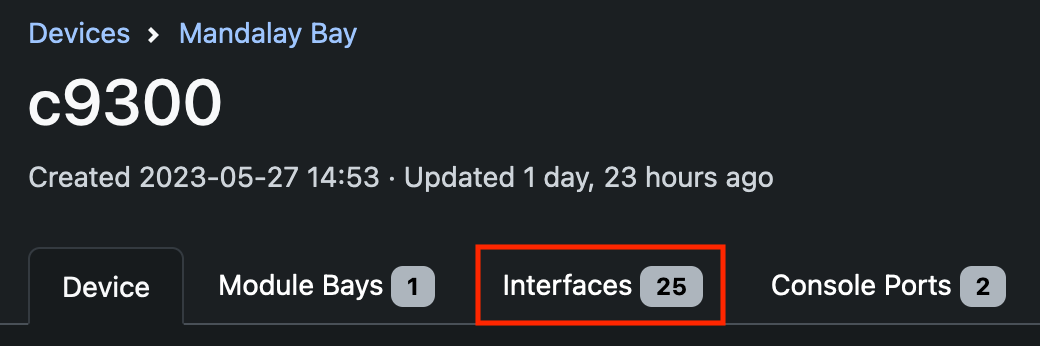 Devices > Mandalay Bay
c9300
Created 2023-05-27 14:53 · Updated 1 day, 23 hours ago
Device Module Bays 1 Interfaces 25 Console Ports 2